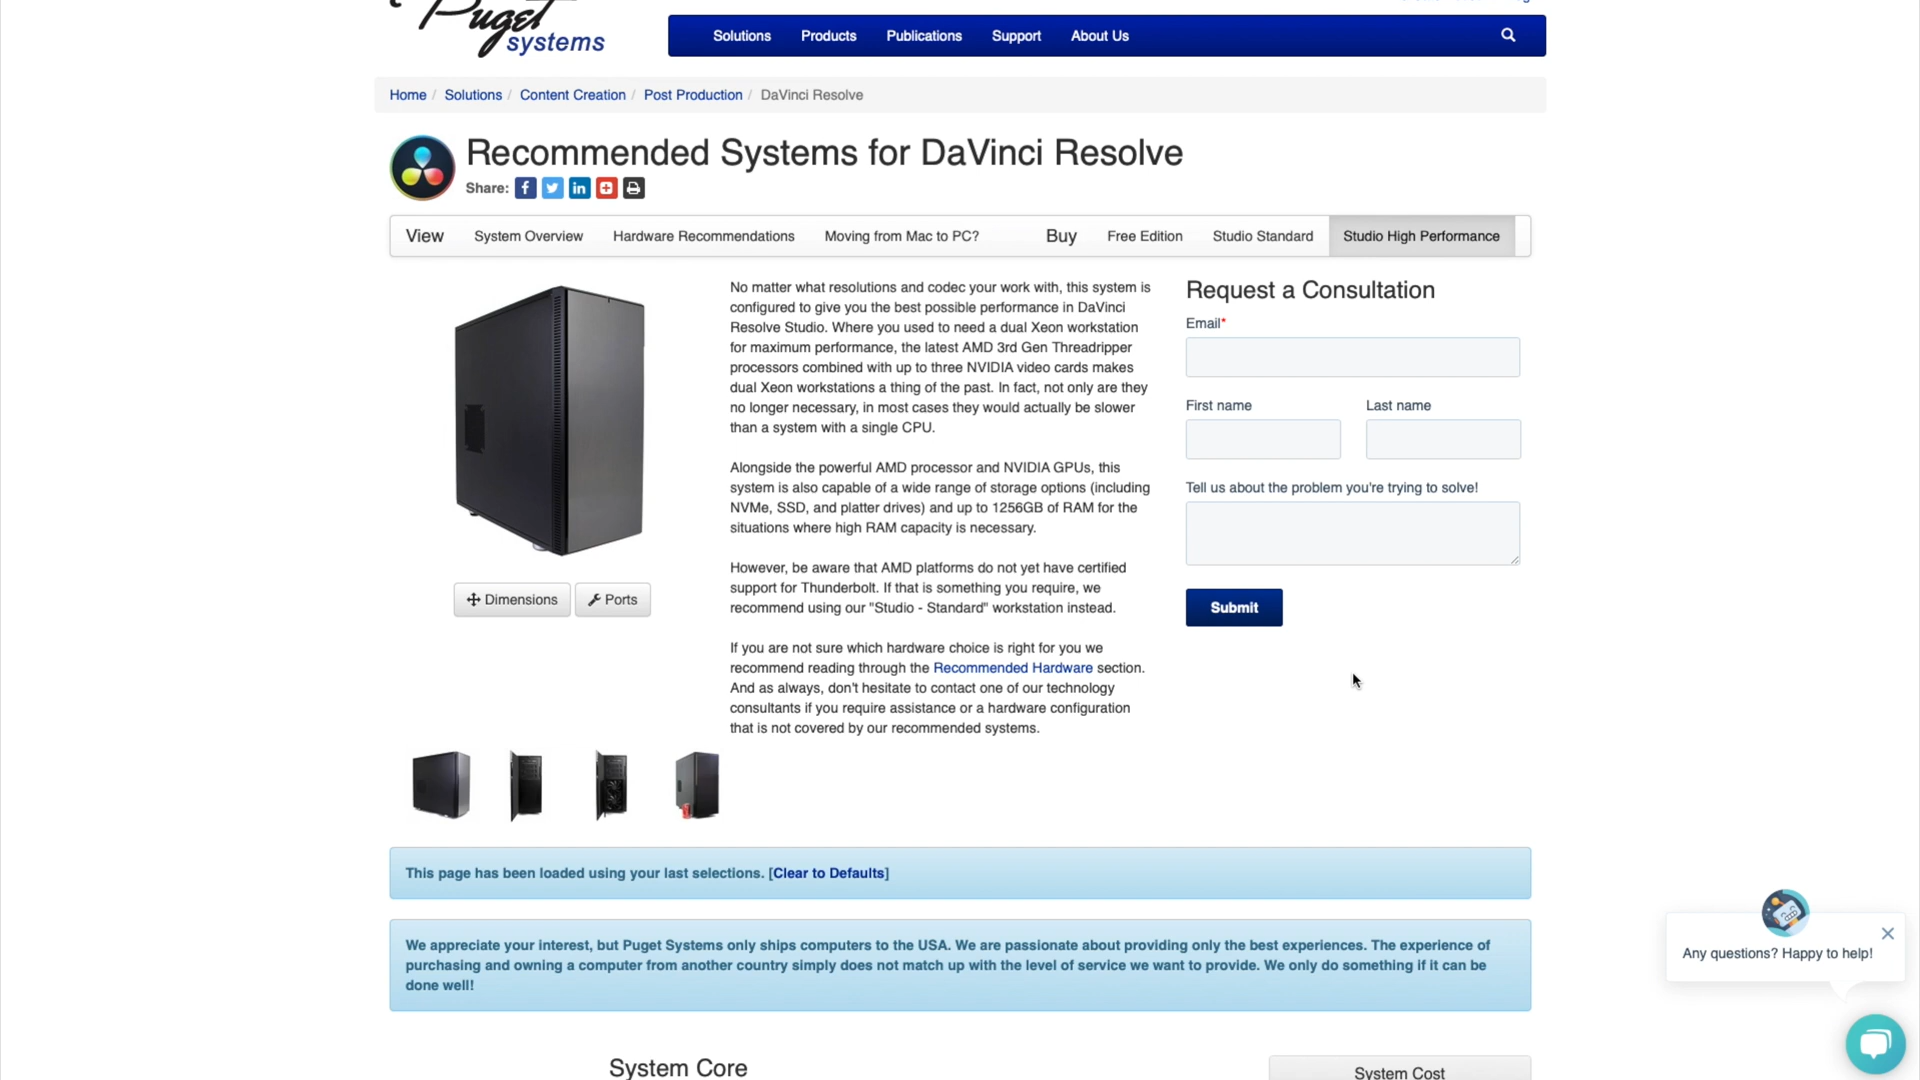 Puget
systems
Solutions Products Publications Support About Us
Home / Solutions / Content Creation / Post Production / DaVinci Resolve
Recommended Systems for DaVinci Resolve
Share:
View System Overview Hardware Recommendations Moving from Mac to PC? Buy Free Edition Studio Standard Studio High Performance
No matter what resolutions and codec your work with, this system is
configured to give you the best possible performance in DaVinci
Resolve Studio. Where you used to need a dual Xeon workstation
for maximum performance, the latest AMD 3rd Gen Threadripper
processors combined with up to three NVIDIA video cards makes
dual Xeon workstations a thing of the past. In fact, not only are they
no longer necessary, in most cases they would actually be slower
than a system with a single CPU.
Alongside the powerful AMD processor and NVIDIA GPUs, this
system is also capable of a wide range of storage options (including
NVMe, SSD, and platter drives) and up to 1256GB of RAM for the
situations where high RAM capacity is necessary.
However, be aware that AMD platforms do not yet have certified
support for Thunderbolt. If that is something you require, we
recommend using our "Studio - Standard" workstation instead.
If you are not sure which hardware choice is right for you we
recommend reading through the Recommended Hardware section.
And as always, don't hesitate to contact one of our technology
consultants if you require assistance or a hardware configuration
that is not covered by our recommended systems.
Dimensions Ports
Request a Consultation
Email*
First name Last name
Tell us about the problem you're trying to solve!
Submit
This page has been loaded using your last selections. [Clear to Defaults]
We appreciate your interest, but Puget Systems only ships computers to the USA. We are passionate about providing only the best experiences. The experience of
purchasing and owning a computer from another country simply does not match up with the level of service we want to provide. We only do something if it can be
done well!
Any questions? Happy to help!
System Core
System Cost